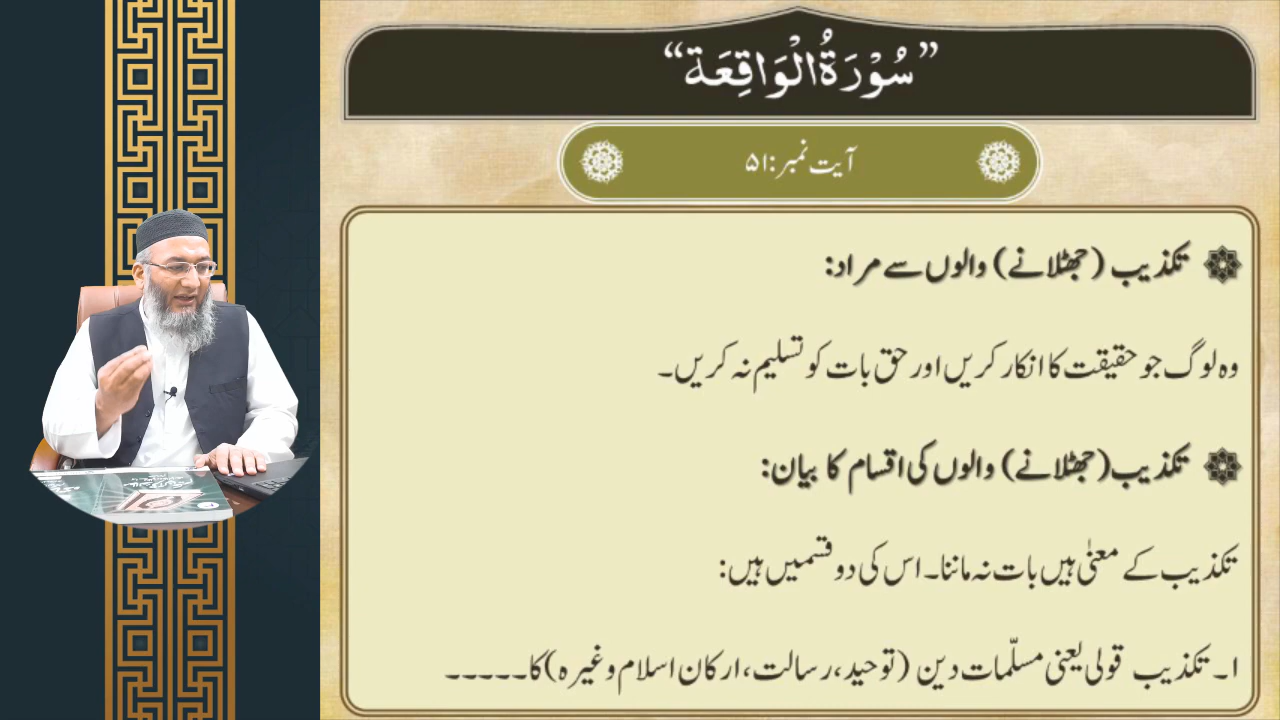 ”سُوْرَةُ الْوَاقِعَة“
آیت نمبر: ۵۱
تکذیب (جھٹلانے) والوں سے مراد:
وہ لوگ جو حقیقت کا انکار کریں اور حق بات کو تسلیم نہ کریں۔
تکذیب (جھٹلانے) والوں کی اقسام کا بیان:
تکذیب کے معنٰی ہیں بات نہ ماننا۔ اس کی دو قسمیں ہیں:
۱۔ تکذیب قولی یعنی مسلّمات دین (توحید، رسالت، ارکان اسلام وغیرہ) کا۔۔۔۔۔